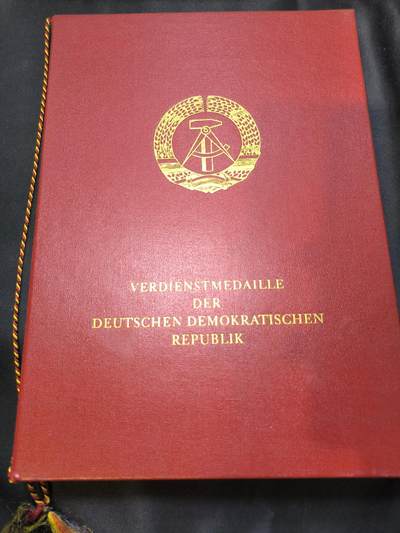 VERDIENSTMEDAILLE
DER
DEUTSCHEN DEMOKRATISCHEN
REPUBLIK